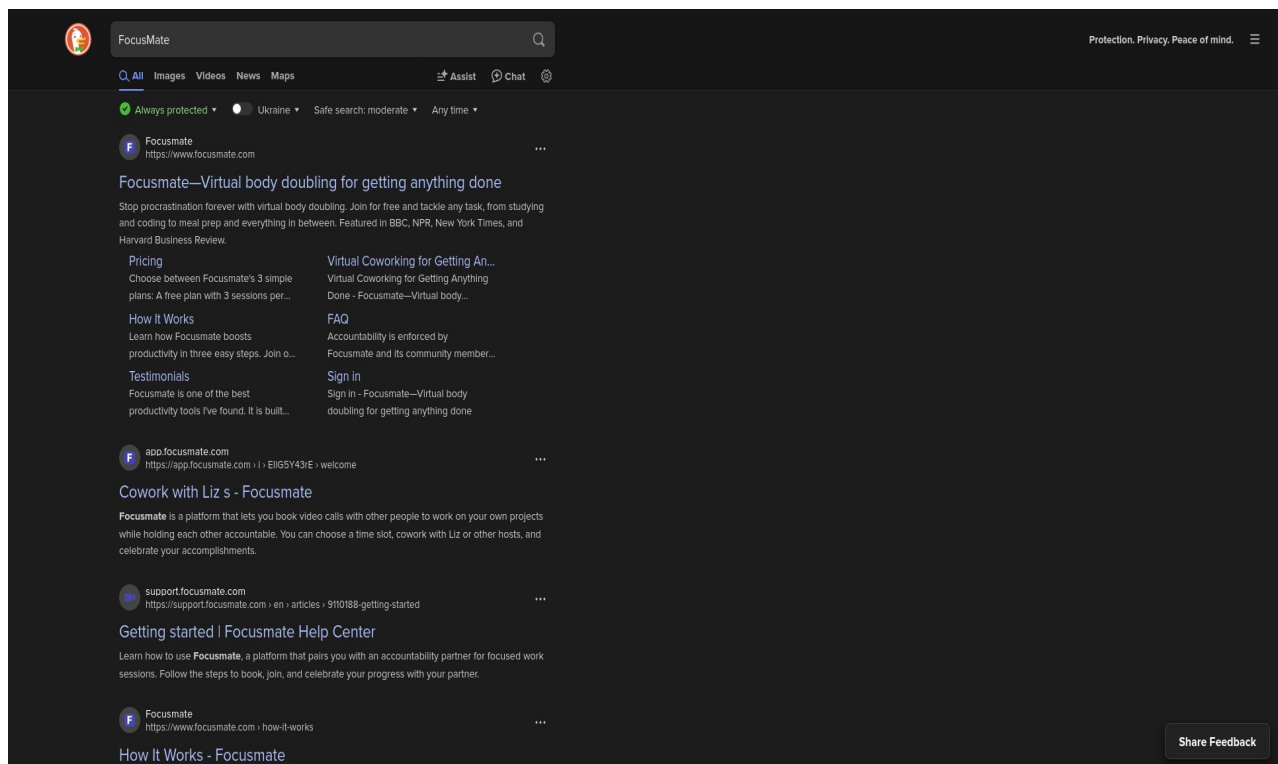 FocusMate
Protection. Privacy. Peace of mind.
All Images Videos News Maps Assist Chat
Always protected Ukraine Safe search: moderate Any time
F Focusmate
https://www.focusmate.com
Focusmate—Virtual body doubling for getting anything done
Stop procrastination forever with virtual body doubling. Join for free and tackle any task, from studying
and coding to meal prep and everything in between. Featured in BBC, NPR, New York Times, and
Harvard Business Review.
Pricing
Choose between Focusmate's 3 simple
plans: A free plan with 3 sessions per...
Virtual Coworking for Getting An...
Virtual Coworking for Getting Anything
Done - Focusmate—Virtual body...
How It Works
Learn how Focusmate boosts
productivity in three easy steps. Join o...
FAQ
Accountability is enforced by
Focusmate and its community member...
Testimonials
Focusmate is one of the best
productivity tools I've found. It is built...
Sign in
Sign in - Focusmate—Virtual body
doubling for getting anything done
F app.focusmate.com
https://app.focusmate.com › i › EIIG5Y43rE › welcome
Cowork with Liz s - Focusmate
Focusmate is a platform that lets you book video calls with other people to work on your own projects
while holding each other accountable. You can choose a time slot, cowork with Liz or other hosts, and
celebrate your accomplishments.
support.focusmate.com
https://support.focusmate.com › en › articles › 9110188-getting-started
Getting started | Focusmate Help Center
Learn how to use Focusmate, a platform that pairs you with an accountability partner for focused work
sessions. Follow the steps to book, join, and celebrate your progress with your partner.
F Focusmate
https://www.focusmate.com › how-it-works
How It Works - Focusmate
Share Feedback